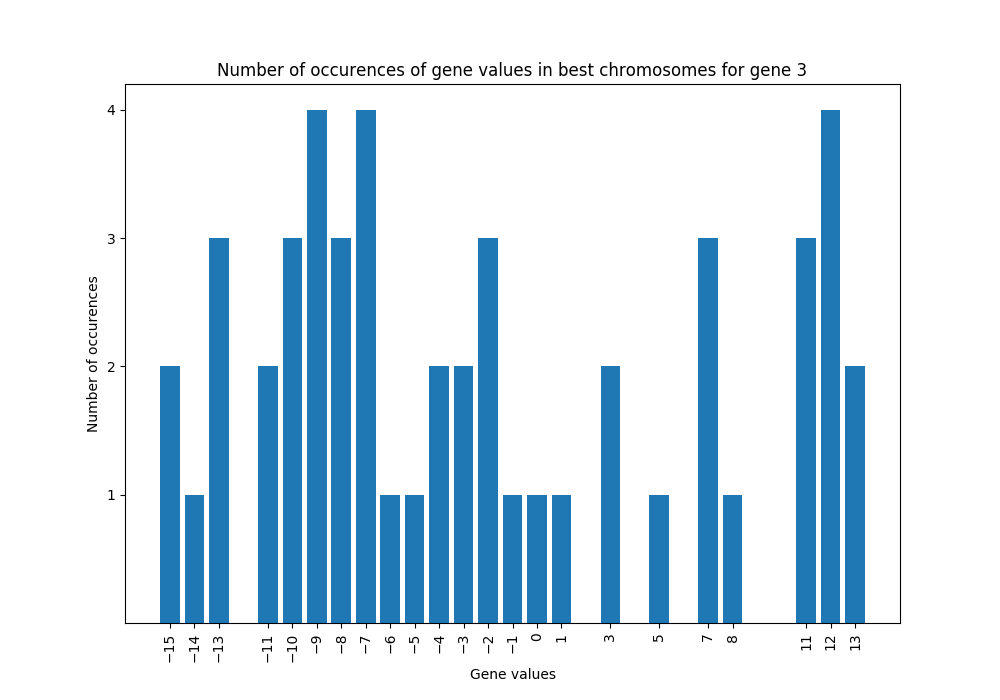 Number of occurences of gene values in best chromosomes for gene 3
4
3
2
1
Number of occurences
−15 −14 −13 −11 −10 −9 −8 −7 −6 −5 −4 −3 −2 −1 0 1 3 5 7 8 11 12 13
Gene values